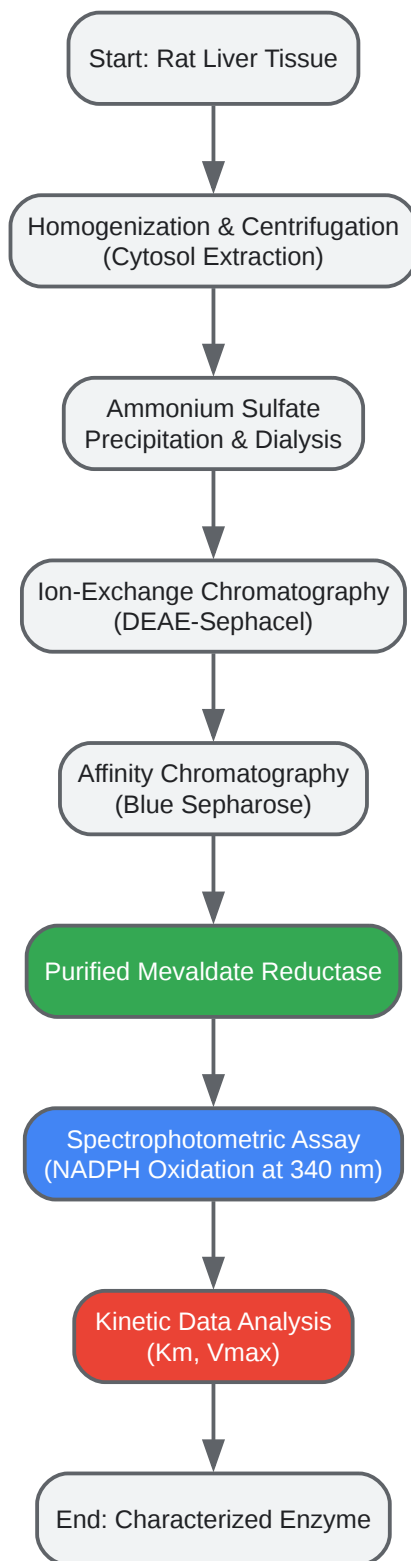 Start: Rat Liver Tissue
Homogenization & Centrifugation
(Cytosol Extraction)
Ammonium Sulfate
Precipitation & Dialysis
Ion-Exchange Chromatography
(DEAE-Sephacel)
Affinity Chromatography
(Blue Sepharose)
Purified Mevaldate Reductase
Spectrophotometric Assay
(NADPH Oxidation at 340 nm)
Kinetic Data Analysis
(Km, Vmax)
End: Characterized Enzyme